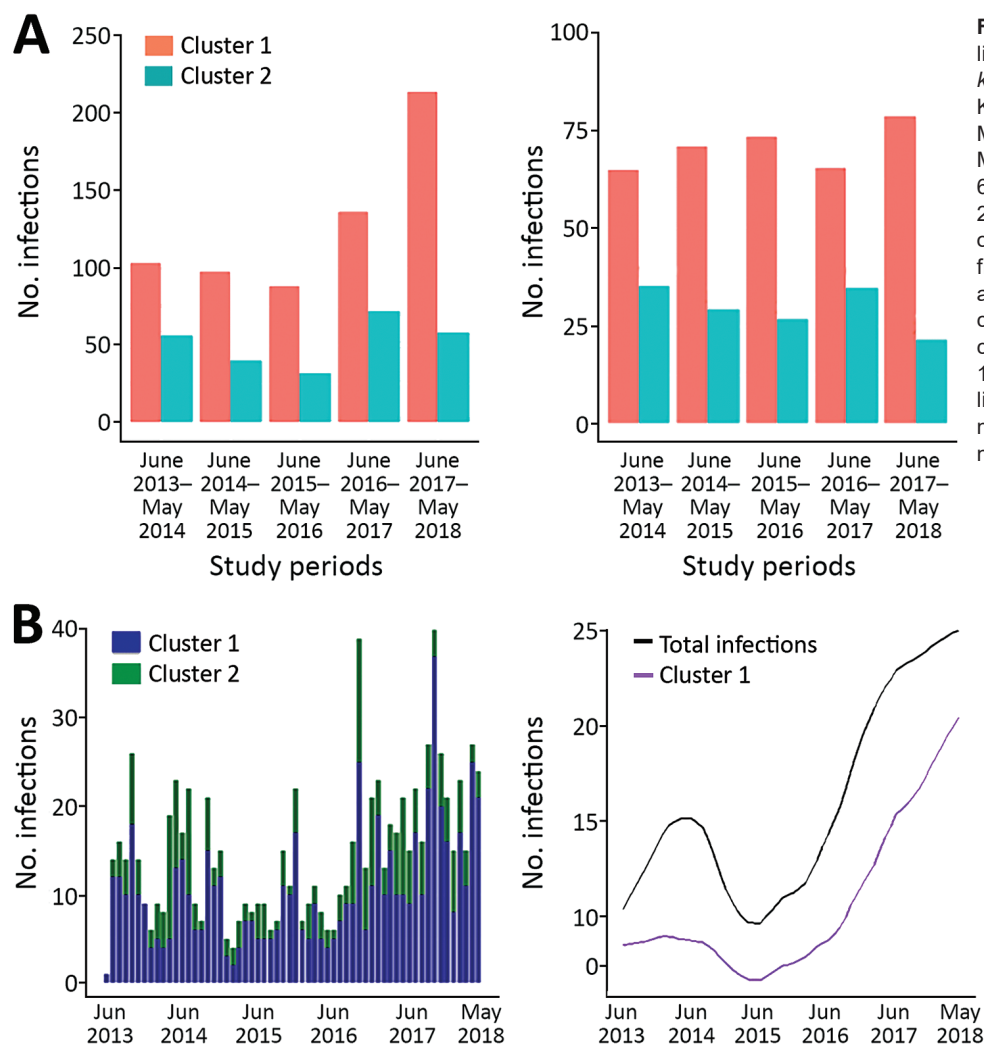 A
250
200
150
100
50
0
No. infections
Cluster 1
Cluster 2
June 2013– May 2014
June 2014– May 2015
June 2015– May 2016
June 2016– May 2017
June 2017– May 2018
Study periods
100
75
50
25
0
No. infections
June 2013– May 2014
June 2014– May 2015
June 2015– May 2016
June 2016– May 2017
June 2017– May 2018
Study periods
B
40
30
20
10
0
No. infections
Cluster 1
Cluster 2
Jun 2013
Jun 2014
Jun 2015
Jun 2016
Jun 2017
May 2018
25
20
15
10
0
No. infections
Total infections
Cluster 1
Jun 2013
Jun 2014
Jun 2015
Jun 2016
Jun 2017
May 2018